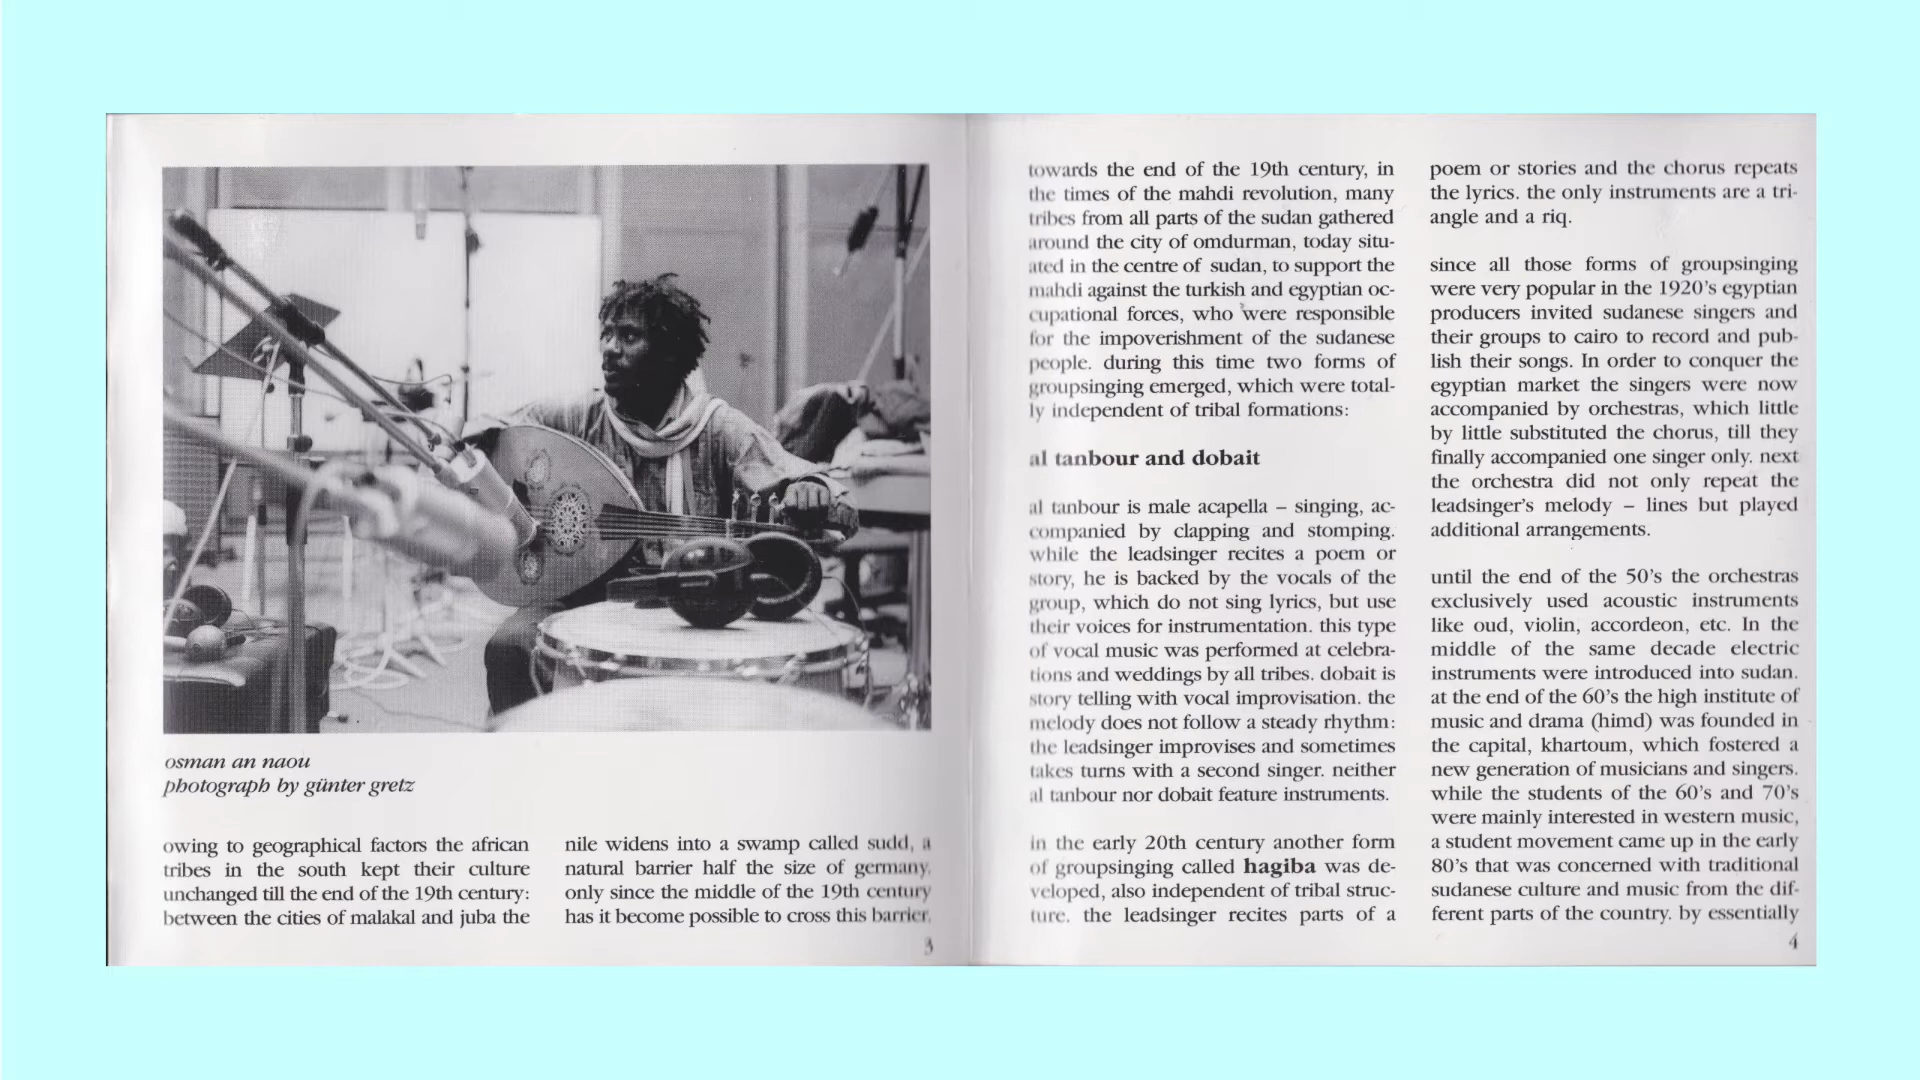 osman an naou
photograph by günter gretz
owing to geographical factors the african
tribes in the south kept their culture
unchanged till the end of the 19th century:
between the cities of malakal and juba the
nile widens into a swamp called sudd, a
natural barrier half the size of germany.
only since the middle of the 19th century
has it become possible to cross this barrier.
3
towards the end of the 19th century, in
the times of the mahdi revolution, many
tribes from all parts of the sudan gathered
around the city of omdurman, today situ-
ated in the centre of sudan, to support the
mahdi against the turkish and egyptian oc-
cupational forces, who were responsible
for the impoverishment of the sudanese
people. during this time two forms of
groupsinging emerged, which were total-
ly independent of tribal formations:
al tanbour and dobait
al tanbour is male acapella – singing, ac-
companied by clapping and stomping.
while the leadsinger recites a poem or
story, he is backed by the vocals of the
group, which do not sing lyrics, but use
their voices for instrumentation. this type
of vocal music was performed at celebra-
tions and weddings by all tribes. dobait is
story telling with vocal improvisation. the
melody does not follow a steady rhythm:
the leadsinger improvises and sometimes
takes turns with a second singer. neither
al tanbour nor dobait feature instruments.
in the early 20th century another form
of groupsinging called hagiba was de-
veloped, also independent of tribal struc-
ture. the leadsinger recites parts of a
poem or stories and the chorus repeats
the lyrics. the only instruments are a tri-
angle and a riq.
since all those forms of groupsinging
were very popular in the 1920's egyptian
producers invited sudanese singers and
their groups to cairo to record and pub-
lish their songs. In order to conquer the
egyptian market the singers were now
accompanied by orchestras, which little
by little substituted the chorus, till they
finally accompanied one singer only. next
the orchestra did not only repeat the
leadsinger's melody – lines but played
additional arrangements.
until the end of the 50's the orchestras
exclusively used acoustic instruments
like oud, violin, accordeon, etc. In the
middle of the same decade electric
instruments were introduced into sudan.
at the end of the 60's the high institute of
music and drama (himd) was founded in
the capital, khartoum, which fostered a
new generation of musicians and singers.
while the students of the 60's and 70's
were mainly interested in western music,
a student movement came up in the early
80's that was concerned with traditional
sudanese culture and music from the dif-
ferent parts of the country. by essentially
4